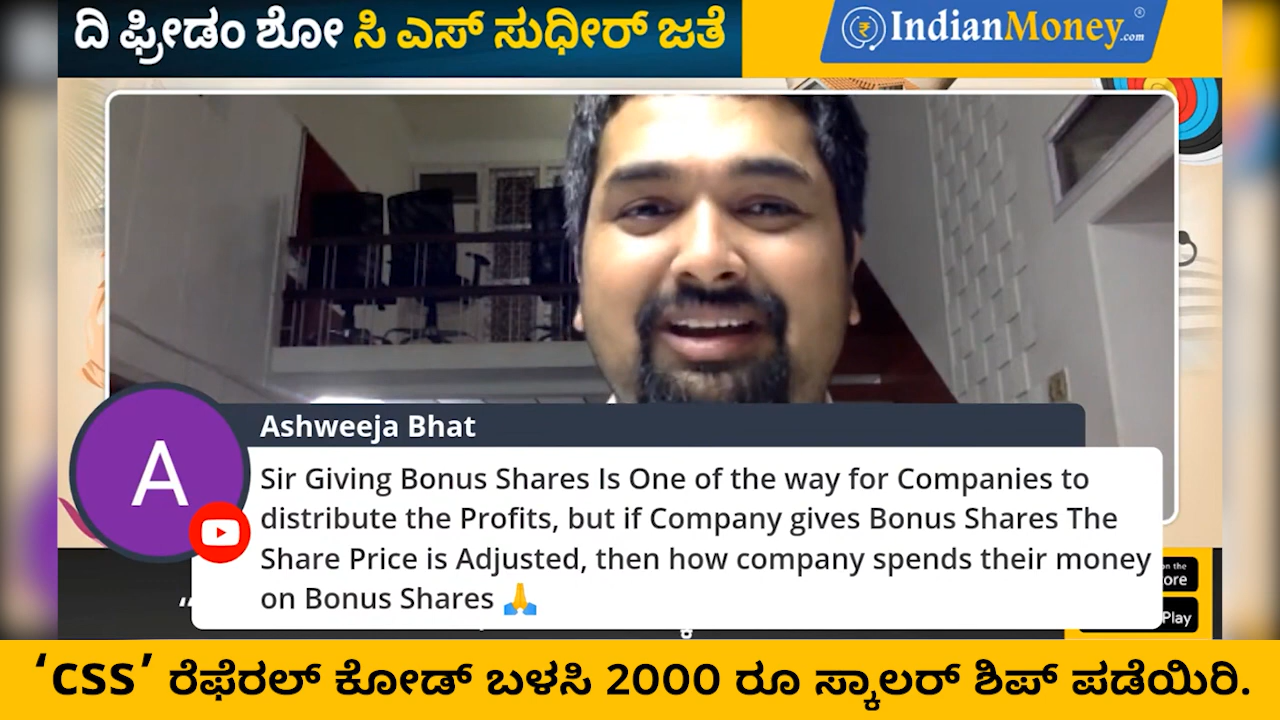 ದಿ ಫ್ರೀಡಂ ಶೋ ಸಿ ಎಸ್ ಸುಧೀರ್ ಜತೆ
IndianMoney.com
Ashweeja Bhat
A
Sir Giving Bonus Shares Is One of the way for Companies to
distribute the Profits, but if Company gives Bonus Shares The
Share Price is Adjusted, then how company spends their money
on Bonus Shares 🙏
on the
Play
‘CSS’ ರೆಫೆರಲ್ ಕೋಡ್ ಬಳಸಿ 2000 ರೂ ಸ್ಕಾಲರ್ ಶಿಪ್ ಪಡೆಯಿರಿ.